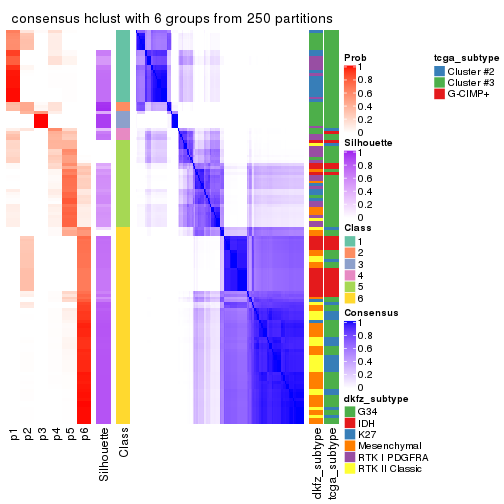 consensus hclust with 6 groups from 250 partitions
Prob
1
0.8
0.6
0.4
0.2
0
Silhouette
1
0.8
0.6
0.4
0.2
0
Class
1
2
3
4
5
6
Consensus
1
0.8
0.6
0.4
0.2
0
dkfz_subtype
G34
IDH
K27
Mesenchymal
RTK I PDGFRA
RTK II Classic
tcga_subtype
Cluster #2
Cluster #3
G-CIMP+
p1
p2
p3
p4
p5
p6
Silhouette
Class
dkfz_subtype
tcga_subtype